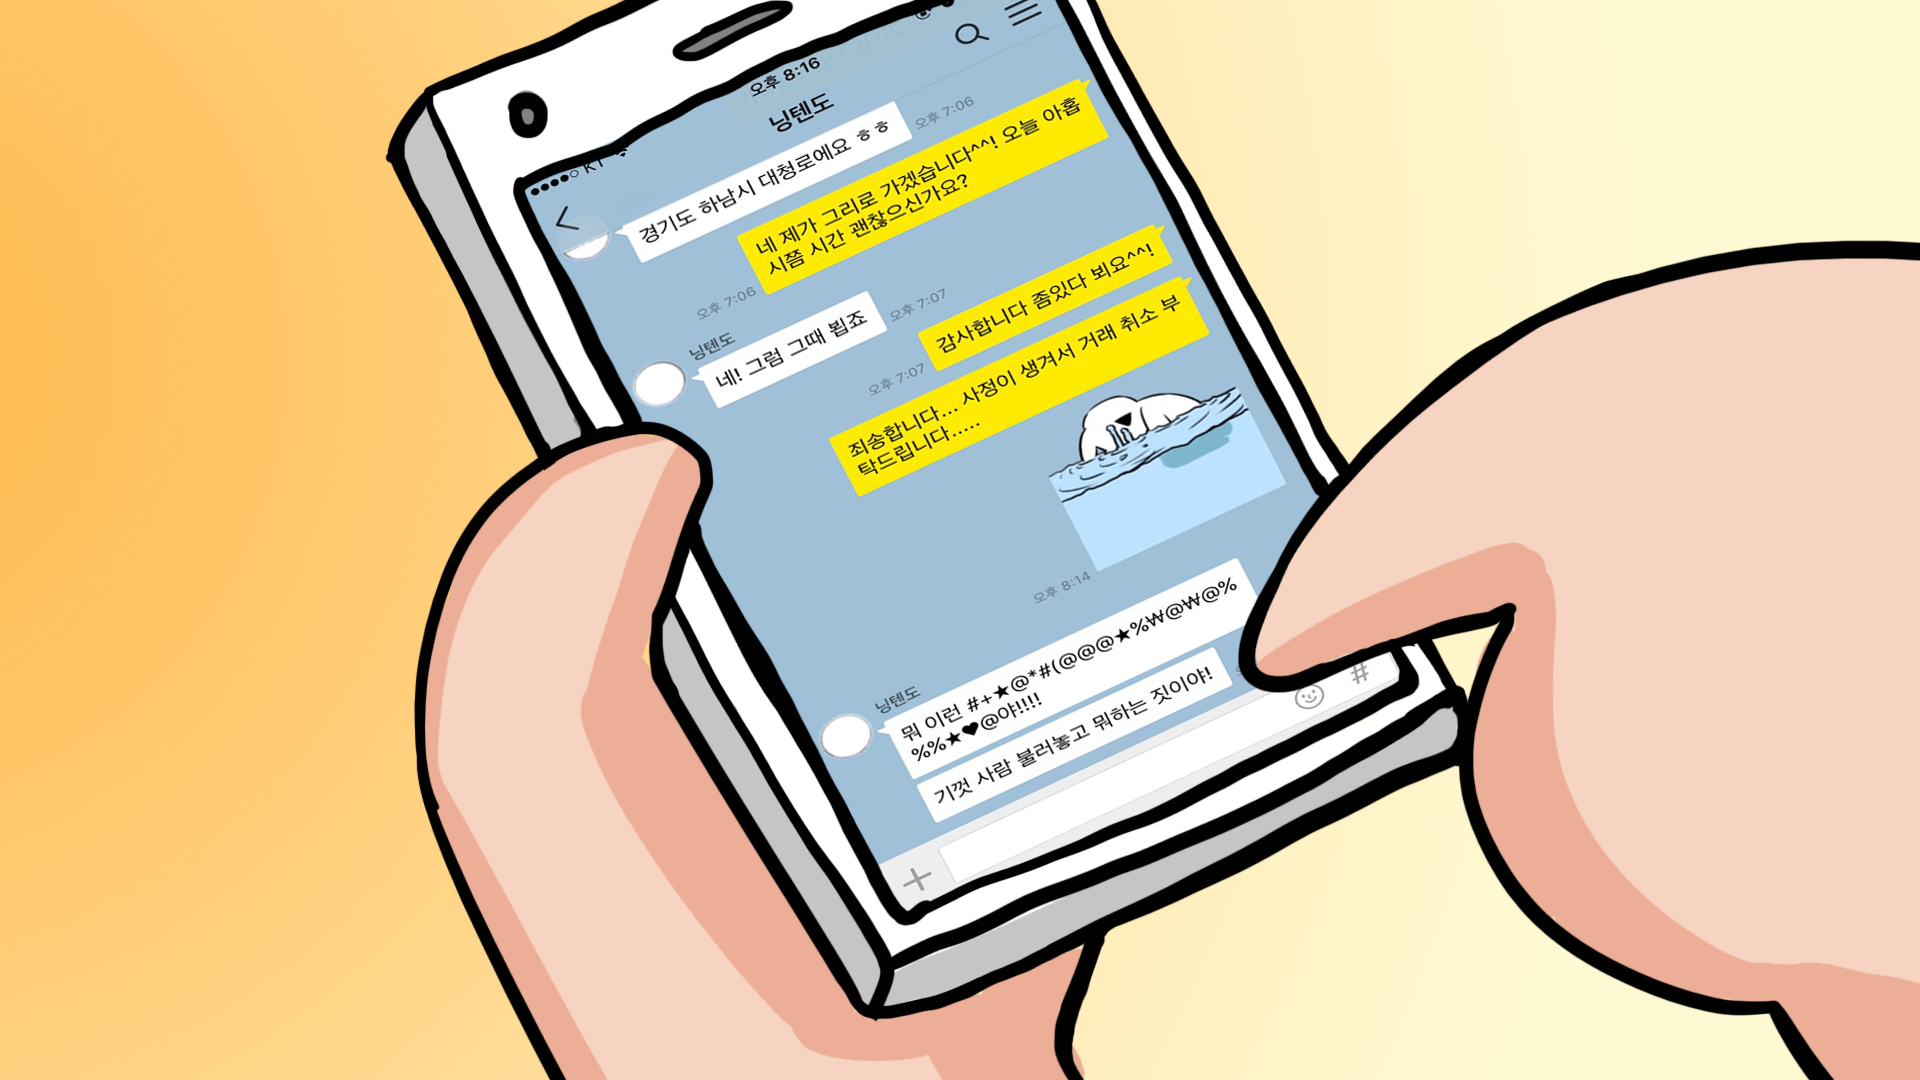 오후 8:16
KT
닝텐도
경기도 하남시 대청로에요 ㅎㅎ
오후 7:06
네 제가 그리로 가겠습니다^^! 오늘 아홉
시쯤 시간 괜찮으신가요?
오후 7:06
닝텐도
네! 그럼 그때 뵙죠
오후 7:07
감사합니다 좀있다 뵈요^^!
오후 7:07
죄송합니다... 사정이 생겨서 거래 취소 부
탁드립니다.....
오후 8:14
닝텐도
뭐 이런 #+★@*#(@@@★%₩@₩@%
%%★♥@야!!!!
기껏 사람 불러놓고 뭐하는 짓이야!
#